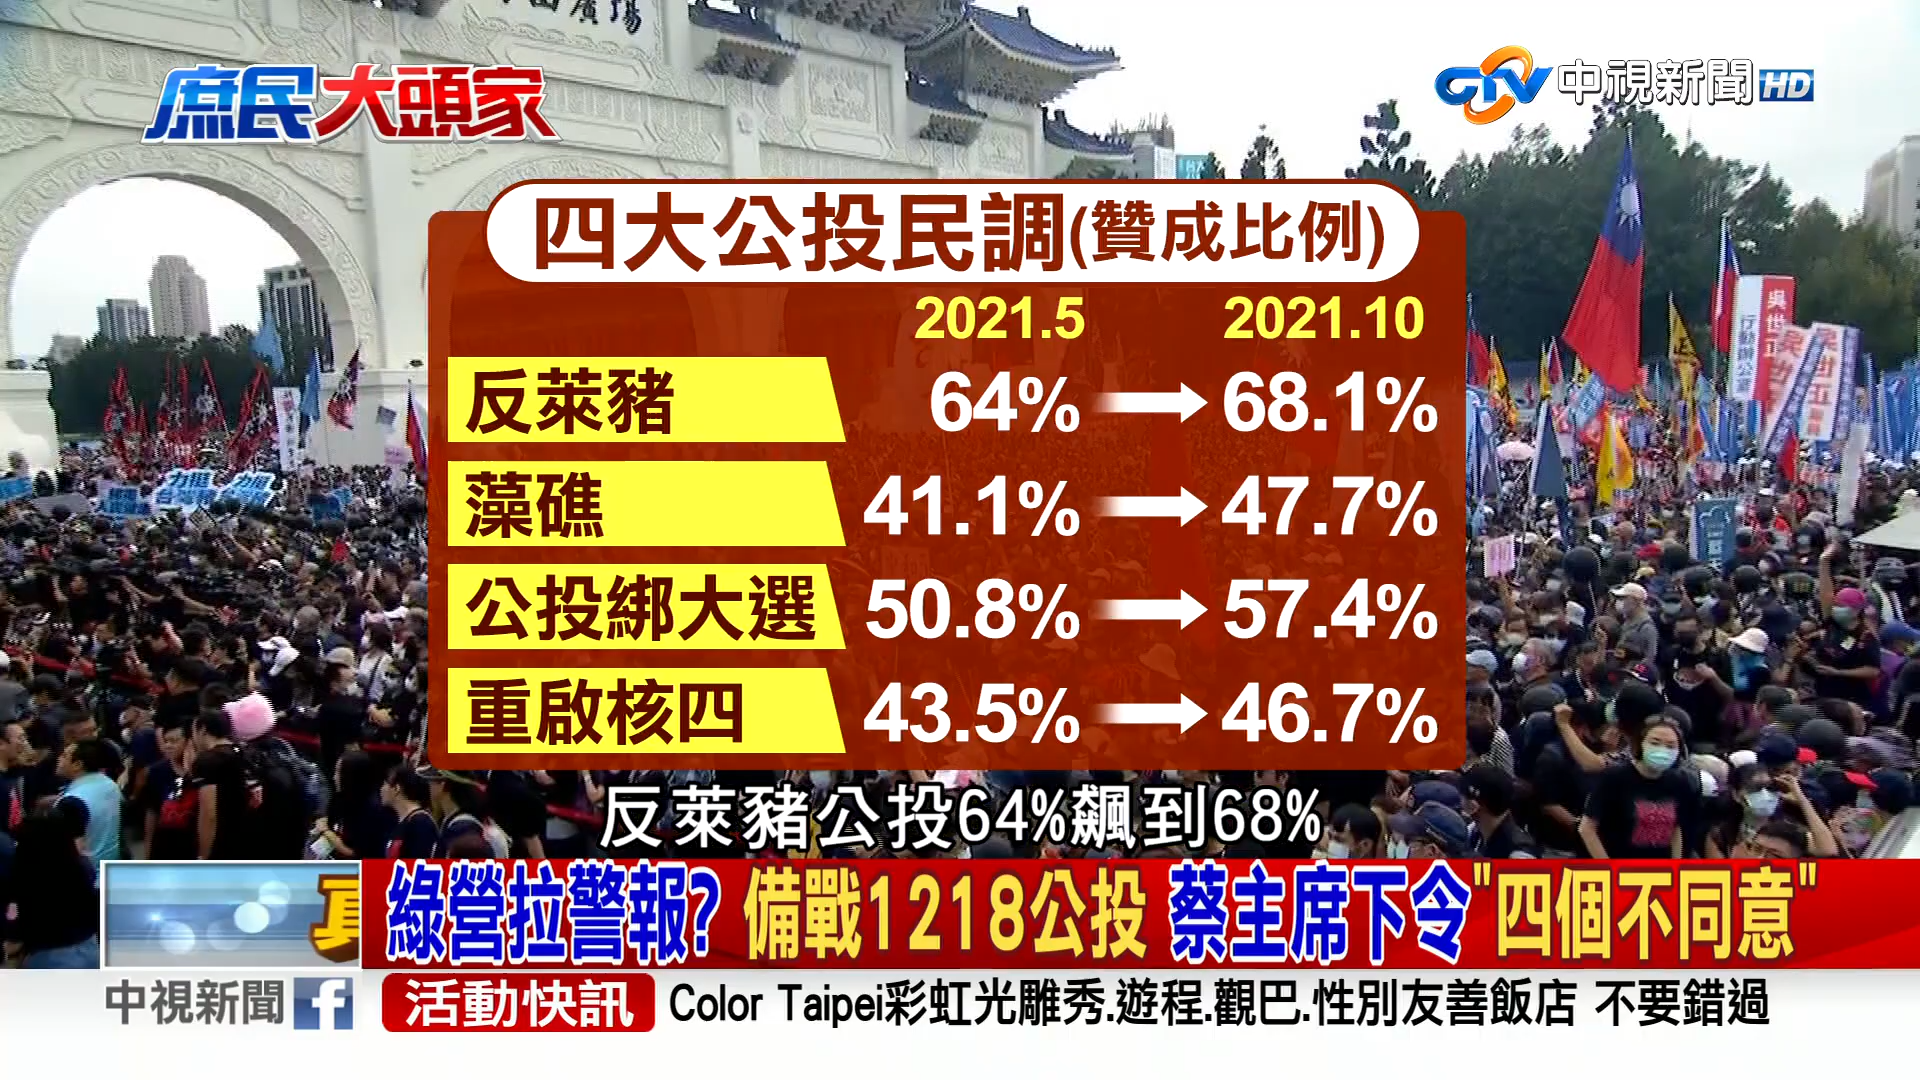 庶民大頭家
CTV 中視新聞 HD
四大公投民調(贊成比例)
2021.5 2021.10
反萊豬 64% 68.1%
藻礁 41.1% 47.7%
公投綁大選 50.8% 57.4%
重啟核四 43.5% 46.7%
反萊豬公投64%飆到68%
綠營拉警報? 備戰1218公投 蔡主席下令"四個不同意"
中視新聞 f 活動快訊 Color Taipei彩虹光雕秀.遊程.觀巴.性別友善飯店 不要錯過